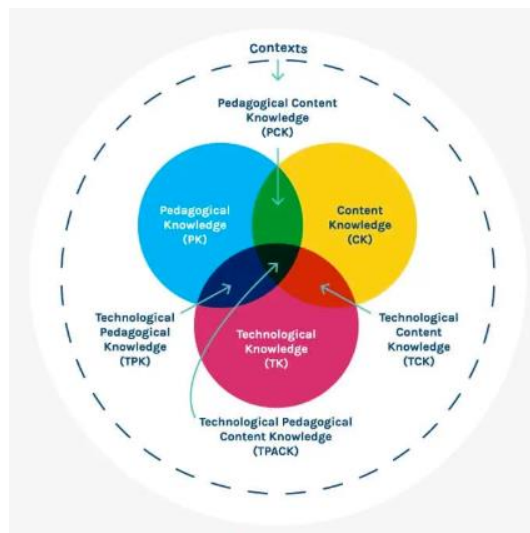 Contexts
Pedagogical Content
Knowledge
(PCK)
Pedagogical
Knowledge
(PK)
Content
Knowledge
(CK)
Technological
Pedagogical
Knowledge
(TPK)
Technological
Knowledge
(TK)
Technological
Content
Knowledge
(TCK)
Technological Pedagogical
Content Knowledge
(TPACK)